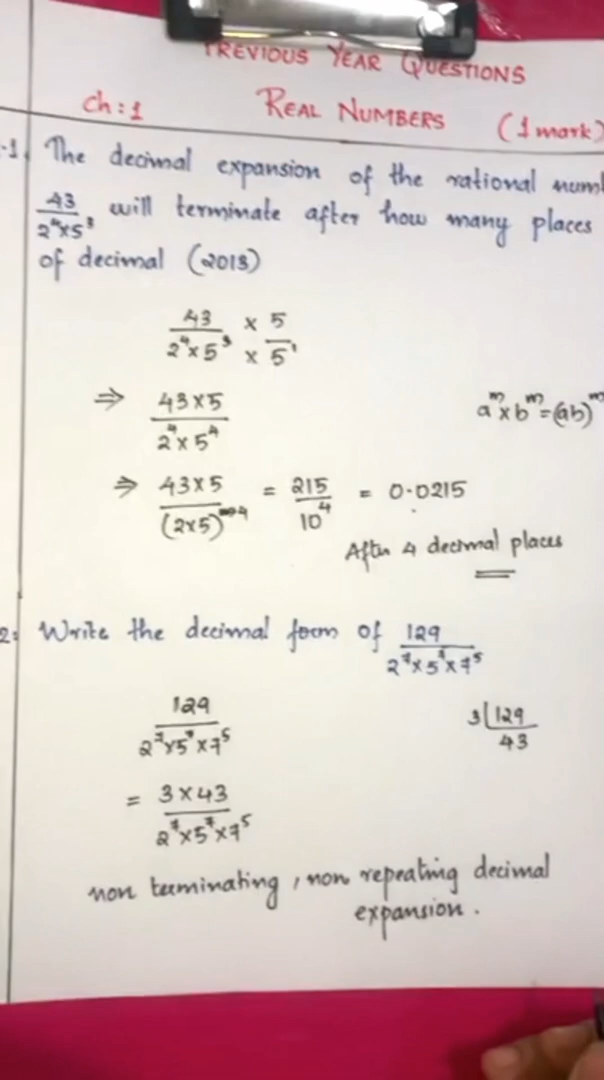 PREVIOUS YEAR QUESTIONS
Ch:1 REAL NUMBERS (1 mark)
-1. The decimal expansion of the rational numb
43/2⁴×5³ will terminate after how many places
of decimal (2013)
43/2⁴×5³ × 5/× 5¹
⇒ 43×5/2⁴×5⁴ aᵐ×bᵐ=(ab)ᵐ
⇒ 43×5/(2×5)⁴ = 215/10⁴ = 0.0215
After 4 decimal places
2: Write the decimal form of 129/2⁷×5⁷×7⁵
129/2⁷×5⁷×7⁵ 3|129
43
= 3×43/2⁷×5⁷×7⁵
non terminating, non repeating decimal
expansion.